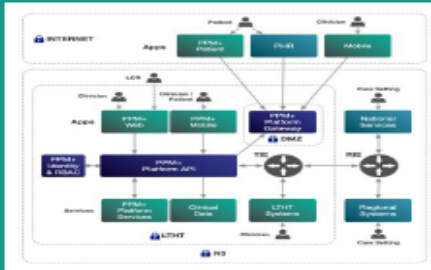 Patient
Clinician
INTERNET
Apps
PPM+
Patient
PHR
Mobile
LCR
Clinician
Clinician /
Patient
Care Setting
Apps
PPM+
Web
PPM+
Mobile
PPM+
Platform
Gateway
National
Services
DMZ
PPM+
Identity
& RBAC
PPM+
Platform API
TIE
RIE
Services
PPM+
Platform
Services
Clinical
Data
LTHT
Systems
Regional
Systems
LTHT
Clinician
Care Setting
N3